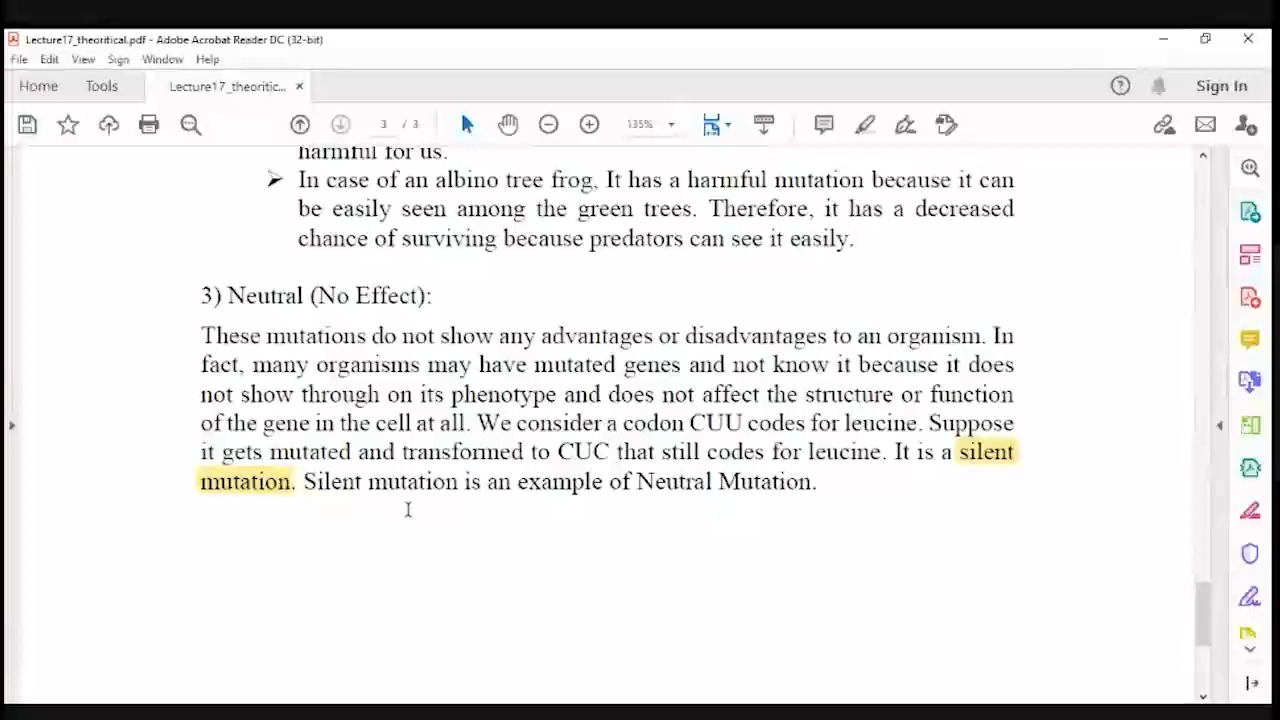 Lecture17_theoritical.pdf - Adobe Acrobat Reader DC (32-bit)
File Edit View Sign Window Help
Home Tools Lecture17_theoritic... × Sign In
3 / 3 135%
harmful for us.
➢ In case of an albino tree frog, It has a harmful mutation because it can
be easily seen among the green trees. Therefore, it has a decreased
chance of surviving because predators can see it easily.
3) Neutral (No Effect):
These mutations do not show any advantages or disadvantages to an organism. In
fact, many organisms may have mutated genes and not know it because it does
not show through on its phenotype and does not affect the structure or function
of the gene in the cell at all. We consider a codon CUU codes for leucine. Suppose
it gets mutated and transformed to CUC that still codes for leucine. It is a silent
mutation. Silent mutation is an example of Neutral Mutation.